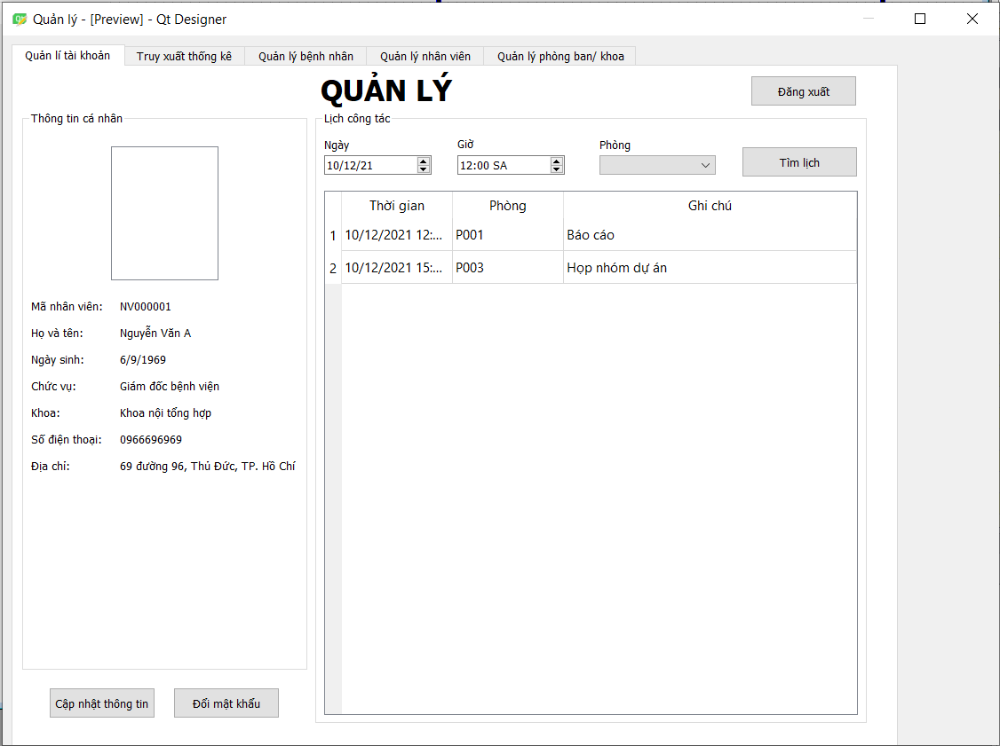 Quản lý - [Preview] - Qt Designer
Quản lí tài khoản Truy xuất thống kê Quản lý bệnh nhân Quản lý nhân viên Quản lý phòng ban/ khoa
QUẢN LÝ
Đăng xuất
Thông tin cá nhân
Mã nhân viên: NV000001
Họ và tên: Nguyễn Văn A
Ngày sinh: 6/9/1969
Chức vụ: Giám đốc bệnh viện
Khoa: Khoa nội tổng hợp
Số điện thoại: 0966696969
Địa chỉ: 69 đường 96, Thủ Đức, TP. Hồ Chí
Cập nhật thông tin Đổi mật khẩu
Lịch công tác
Ngày Giờ Phòng
10/12/21 12:00 SA Tìm lịch
Thời gian Phòng Ghi chú
1 10/12/2021 12:... P001 Báo cáo
2 10/12/2021 15:... P003 Họp nhóm dự án